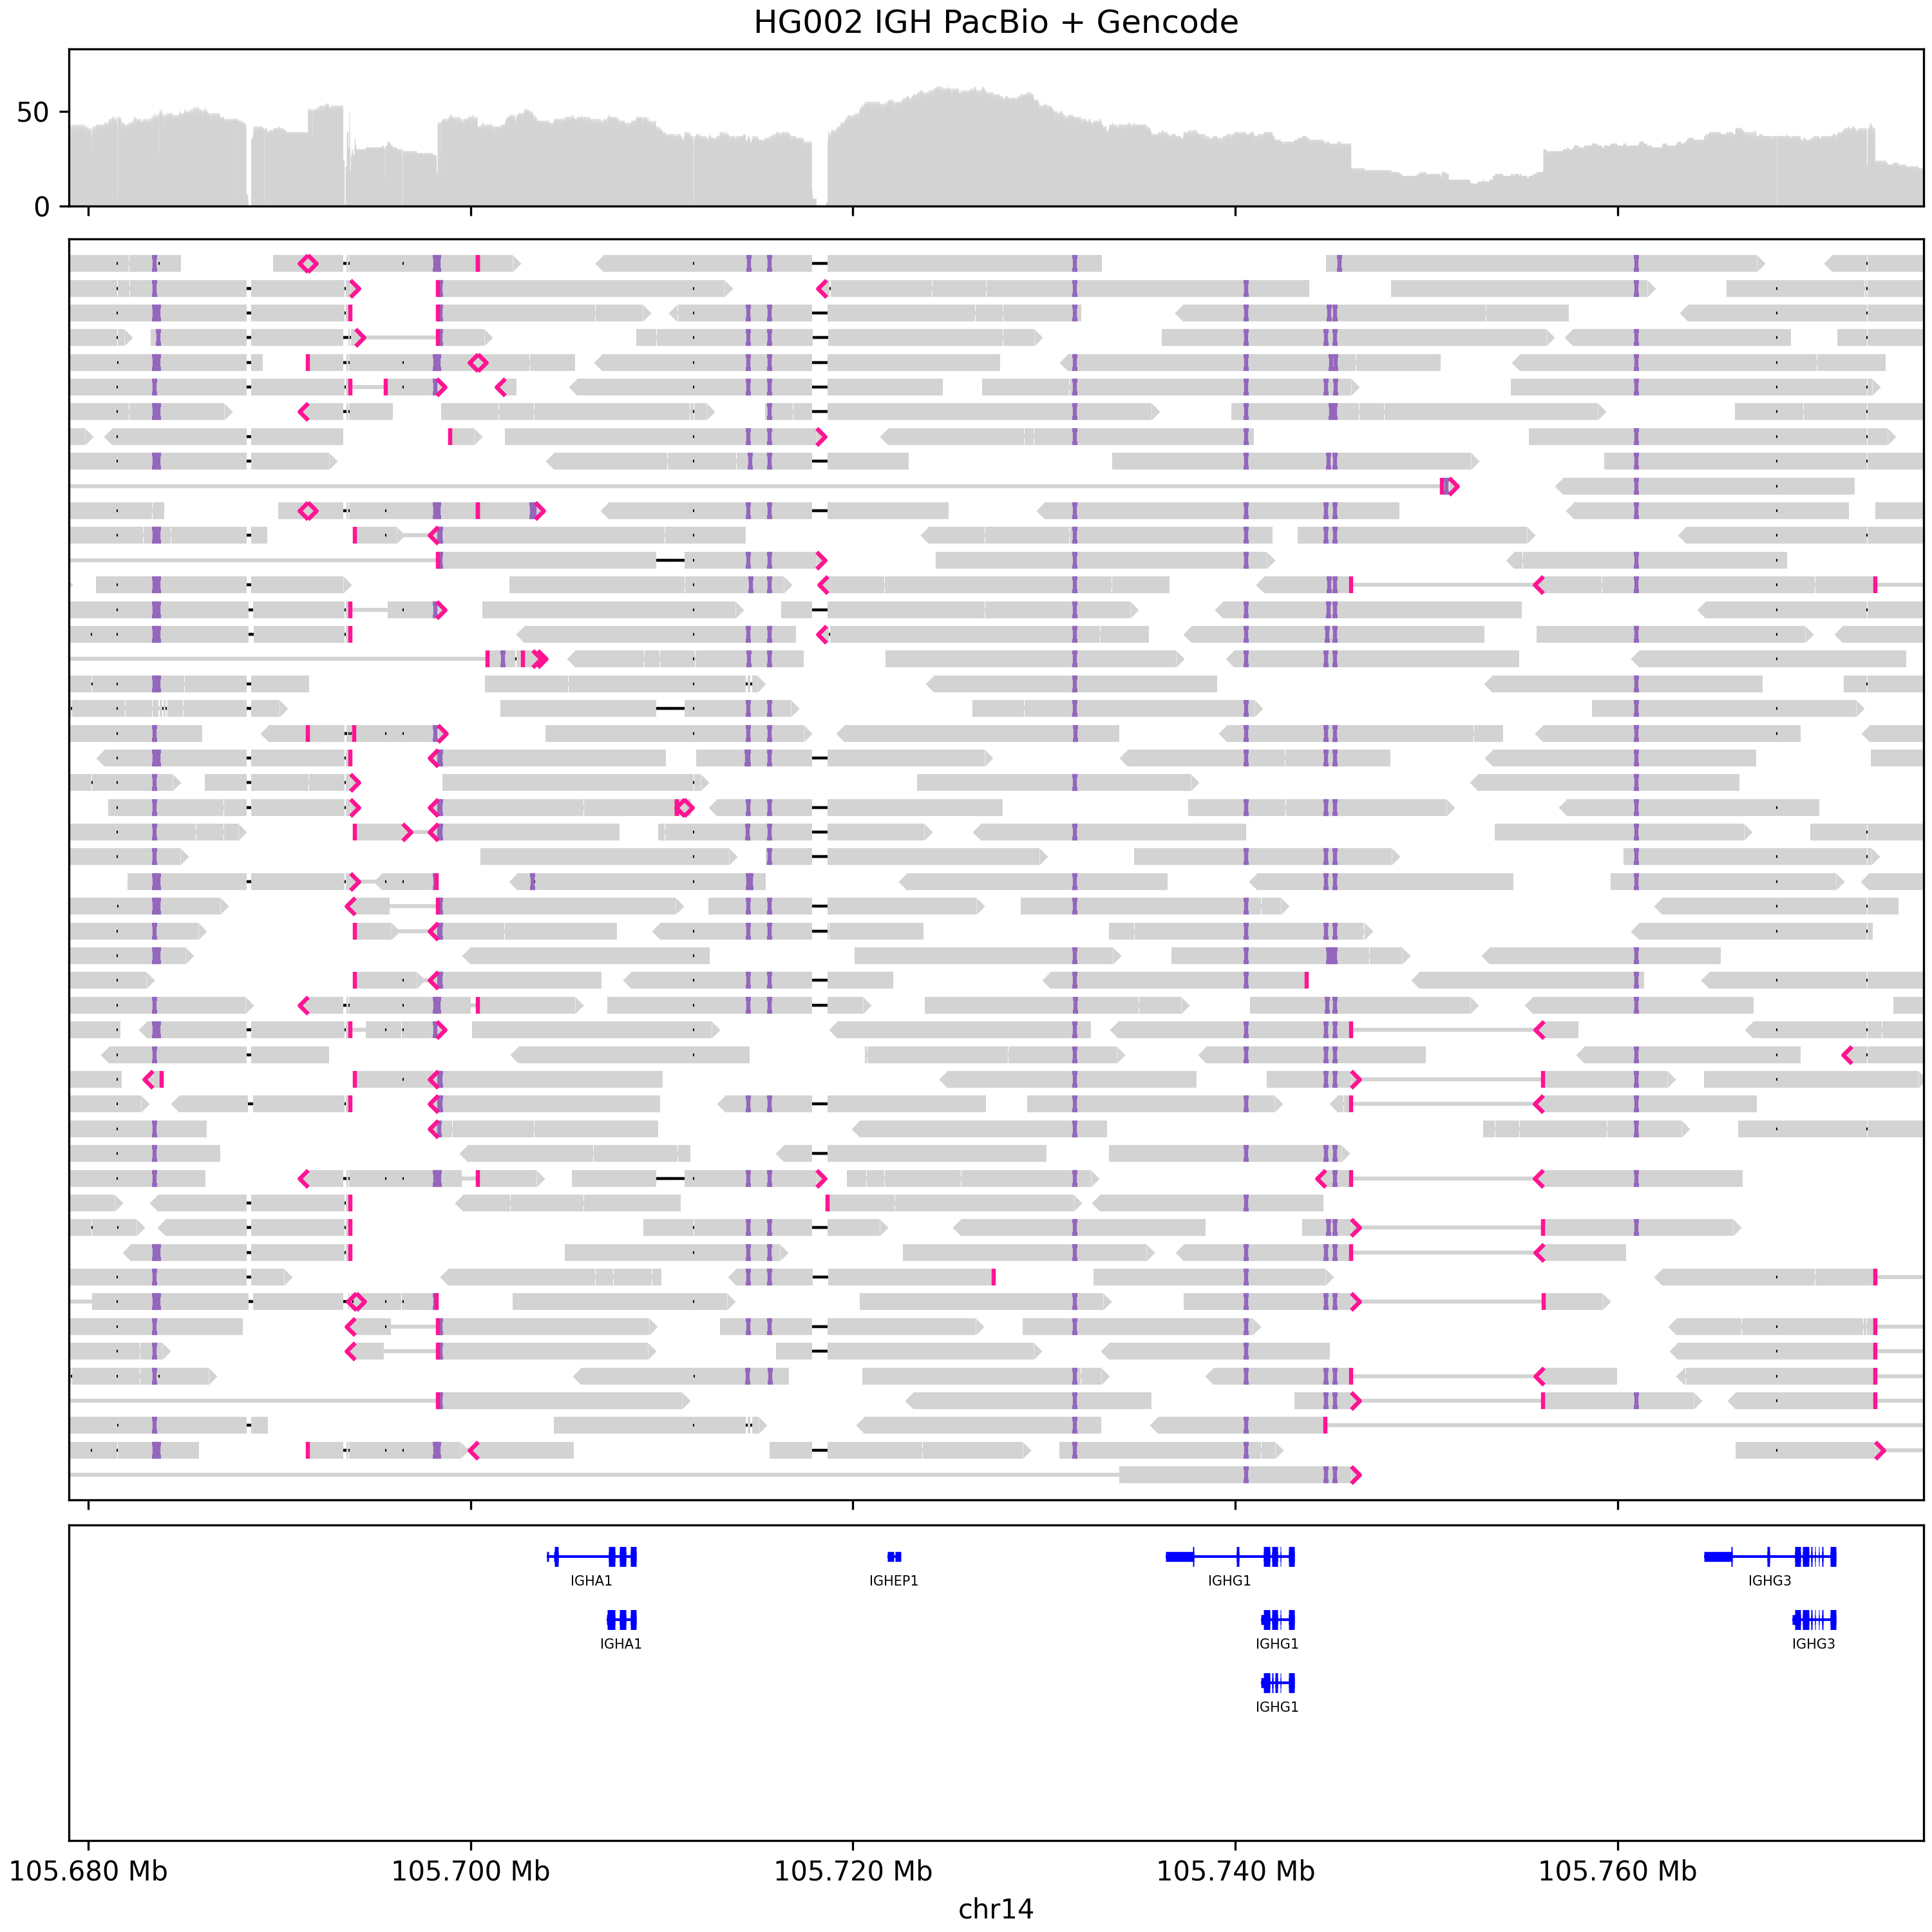 HG002 IGH PacBio + Gencode
50
0
IGHA1 IGHEP1 IGHG1 IGHG3
IGHA1 IGHG1 IGHG3
IGHG1
105.680 Mb 105.700 Mb 105.720 Mb 105.740 Mb 105.760 Mb
chr14